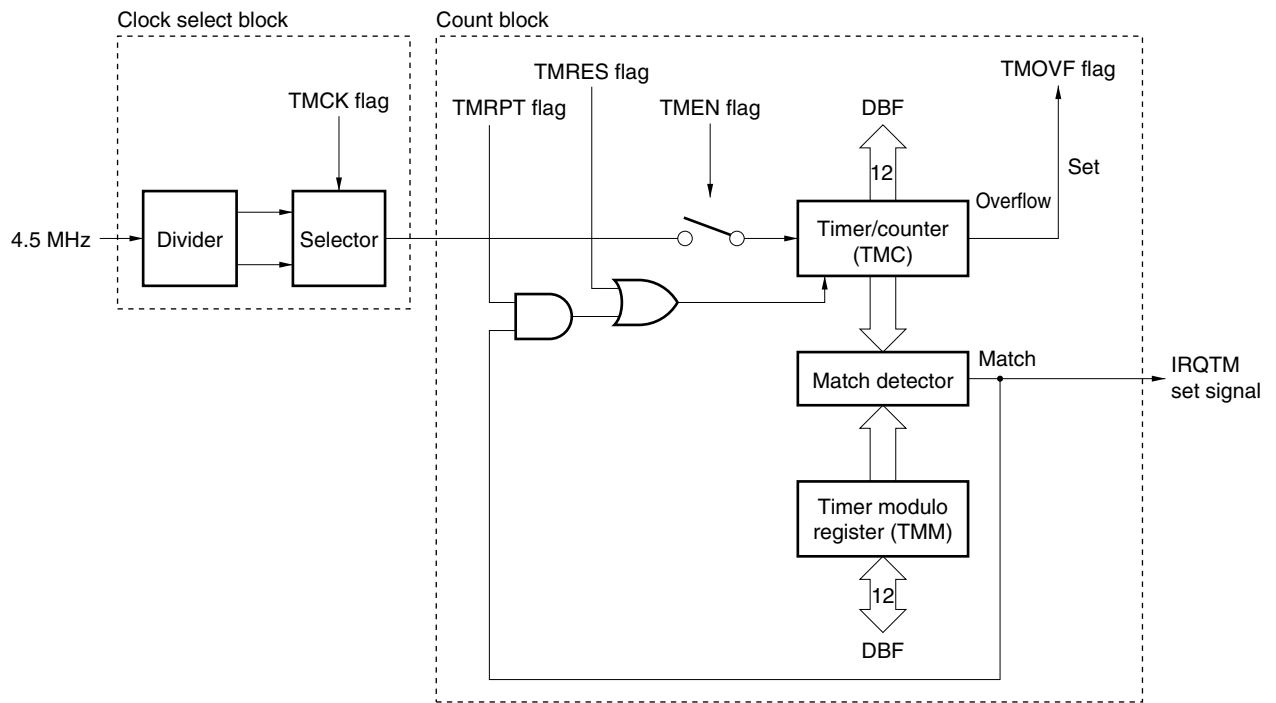 Clock select block
Count block
TMRES flag
TMOVF flag
TMCK flag
TMRPT flag
TMEN flag
DBF
12
Set
Overflow
4.5 MHz
Divider
Selector
Timer/counter
(TMC)
Match
Match detector
IRQTM
set signal
Timer modulo
register (TMM)
12
DBF